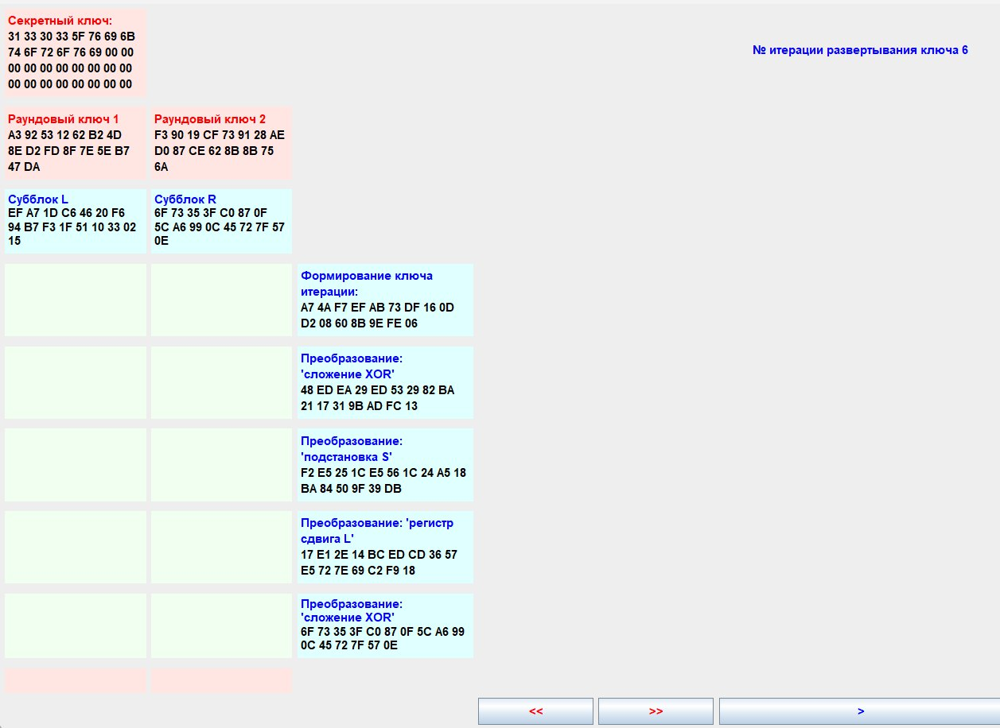 Секретный ключ:
31 33 30 33 5F 76 69 6B
74 6F 72 6F 76 69 00 00
00 00 00 00 00 00 00 00
00 00 00 00 00 00 00 00
№ итерации развертывания ключа 6
Раундовый ключ 1
A3 92 53 12 62 B2 4D
8E D2 FD 8F 7E 5E B7
47 DA
Раундовый ключ 2
F3 90 19 CF 73 91 28 AE
D0 87 CE 62 8B 8B 75
6A
Субблок L
EF A7 1D C6 46 20 F6
94 B7 F3 1F 51 10 33 02
15
Субблок R
6F 73 35 3F C0 87 0F
5C A6 99 0C 45 72 7F 57
0E
Формирование ключа
итерации:
A7 4A F7 EF AB 73 DF 16 0D
D2 08 60 8B 9E FE 06
Преобразование:
'сложение XOR'
48 ED EA 29 ED 53 29 82 BA
21 17 31 9B AD FC 13
Преобразование:
'подстановка S'
F2 E5 25 1C E5 56 1C 24 A5 18
BA 84 50 9F 39 DB
Преобразование: 'регистр
сдвига L'
17 E1 2E 14 BC ED CD 36 57
E5 72 7E 69 C2 F9 18
Преобразование:
'сложение XOR'
6F 73 35 3F C0 87 0F 5C A6 99
0C 45 72 7F 57 0E
<< >> >